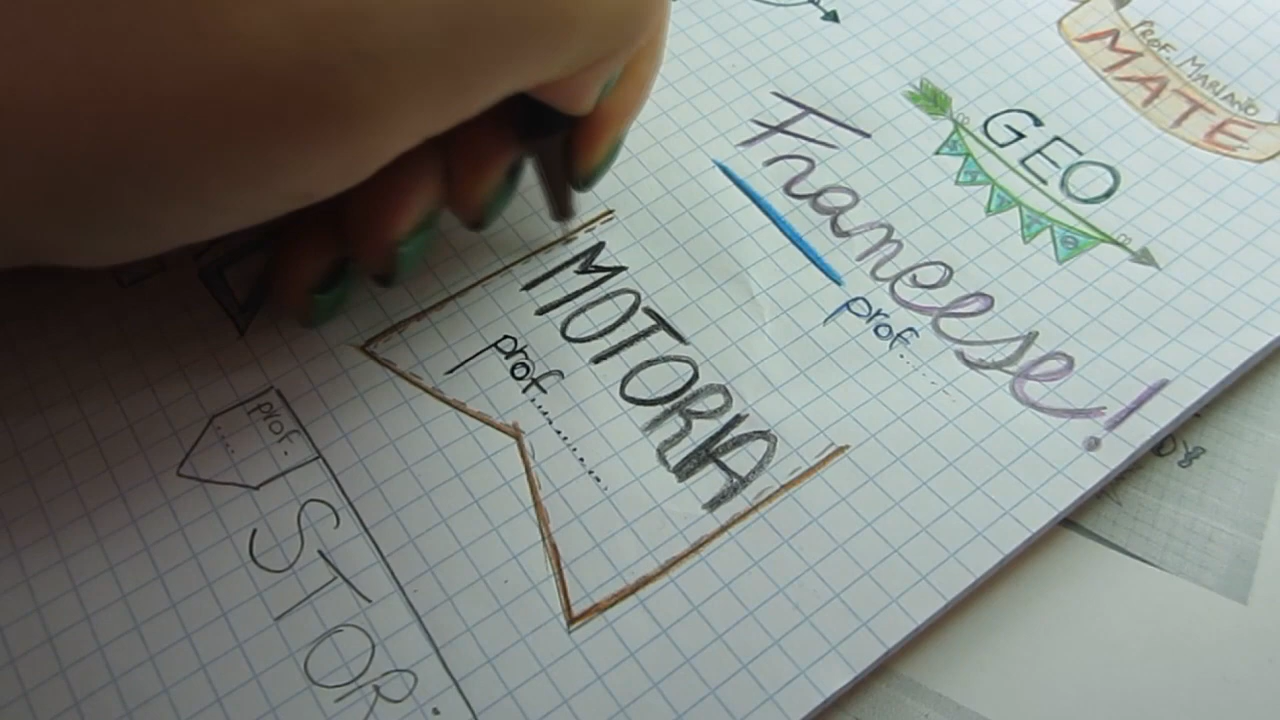 PROF. MARIANO
MATE
GEO
Francese!
prof.......
MOTORIA
prof...............
prof.
.....
STOR.